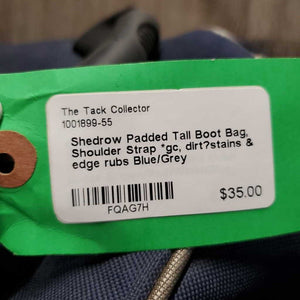 The Tack Collector
1001899-55
Shedrow Padded Tall Boot Bag,
Shoulder Strap *gc, dirt?stains &
edge rubs Blue/Grey
$35.00
FQAG7H